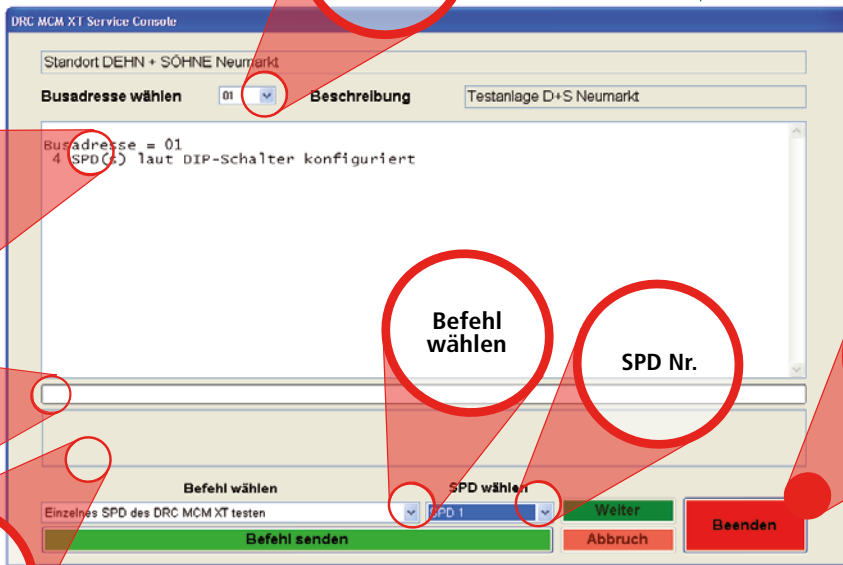 DRC MCM XT Service Console
Standort DEHN + SÖHNE Neumarkt
Busadresse wählen 01 Beschreibung Testanlage D+S Neumarkt
Busadresse = 01
4 SPD(s) laut DIP-Schalter konfiguriert
Befehl
wählen
SPD Nr.
Befehl wählen SPD wählen
Einzelnes SPD des DRC MCM XT testen SPD 1 Weiter
Beenden
Befehl senden Abbruch